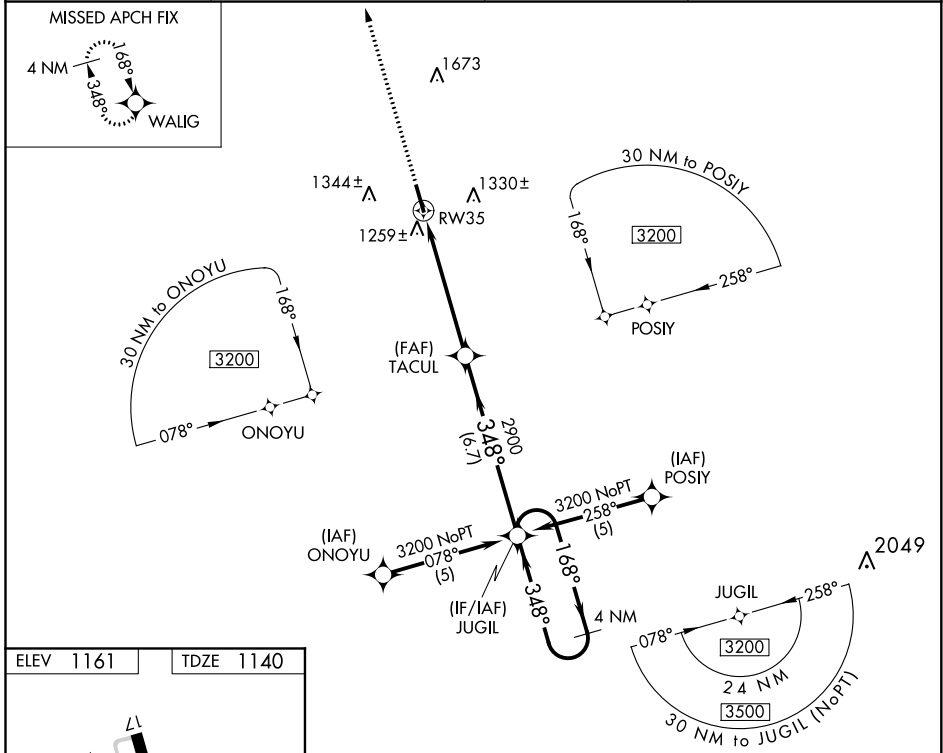 MISSED APCH FIX
4 NM
168°
348°
WALIG
1673
1344±
1330±
RW35
1259±
30 NM to POSIY
168°
3200
258°
POSIY
30 NM to ONOYU
168°
3200
078°
ONOYU
(FAF)
TACUL
348°
2900
(6.7)
(IAF)
POSIY
3200 NoPT
258°
(5)
(IAF)
ONOYU
3200 NoPT
078°
(5)
(IF/IAF)
JUGIL
168°
348°
4 NM
2049
JUGIL
258°
078°
3200
24 NM
3500
30 NM to JUGIL (NoPT)
ELEV 1161
TDZE 1140
17